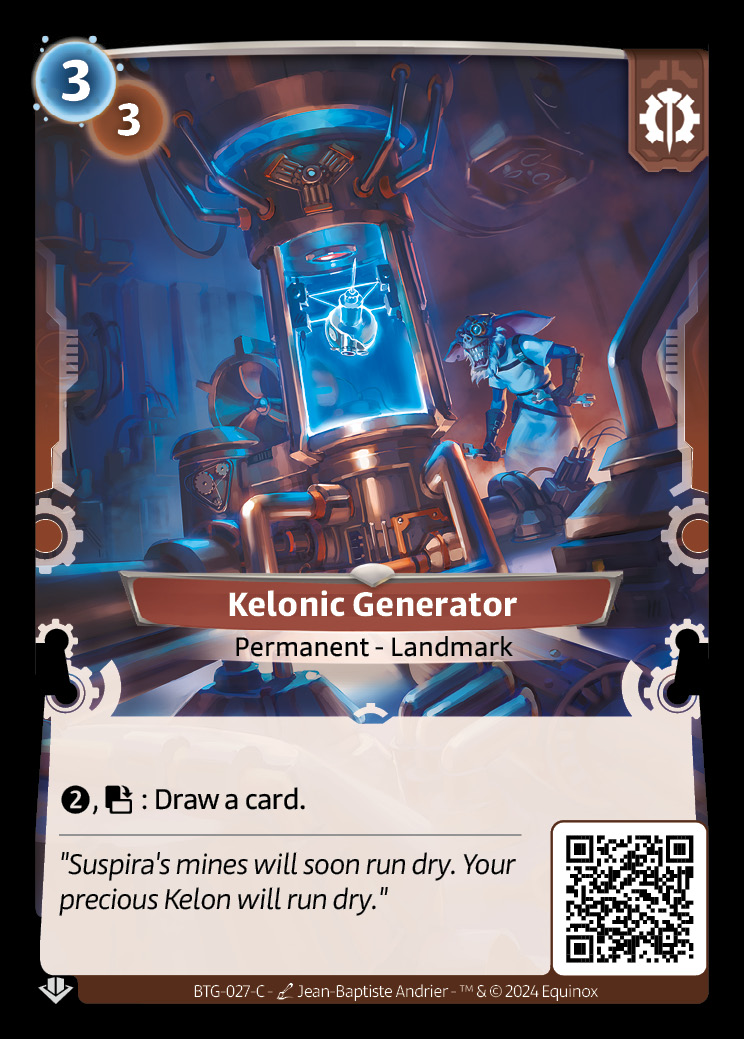 3
3
Kelonic Generator
Permanent - Landmark
2, : Draw a card.
"Suspira's mines will soon run dry. Your
precious Kelon will run dry."
BTG-027-C - Jean-Baptiste Andrier - ™ & © 2024 Equinox